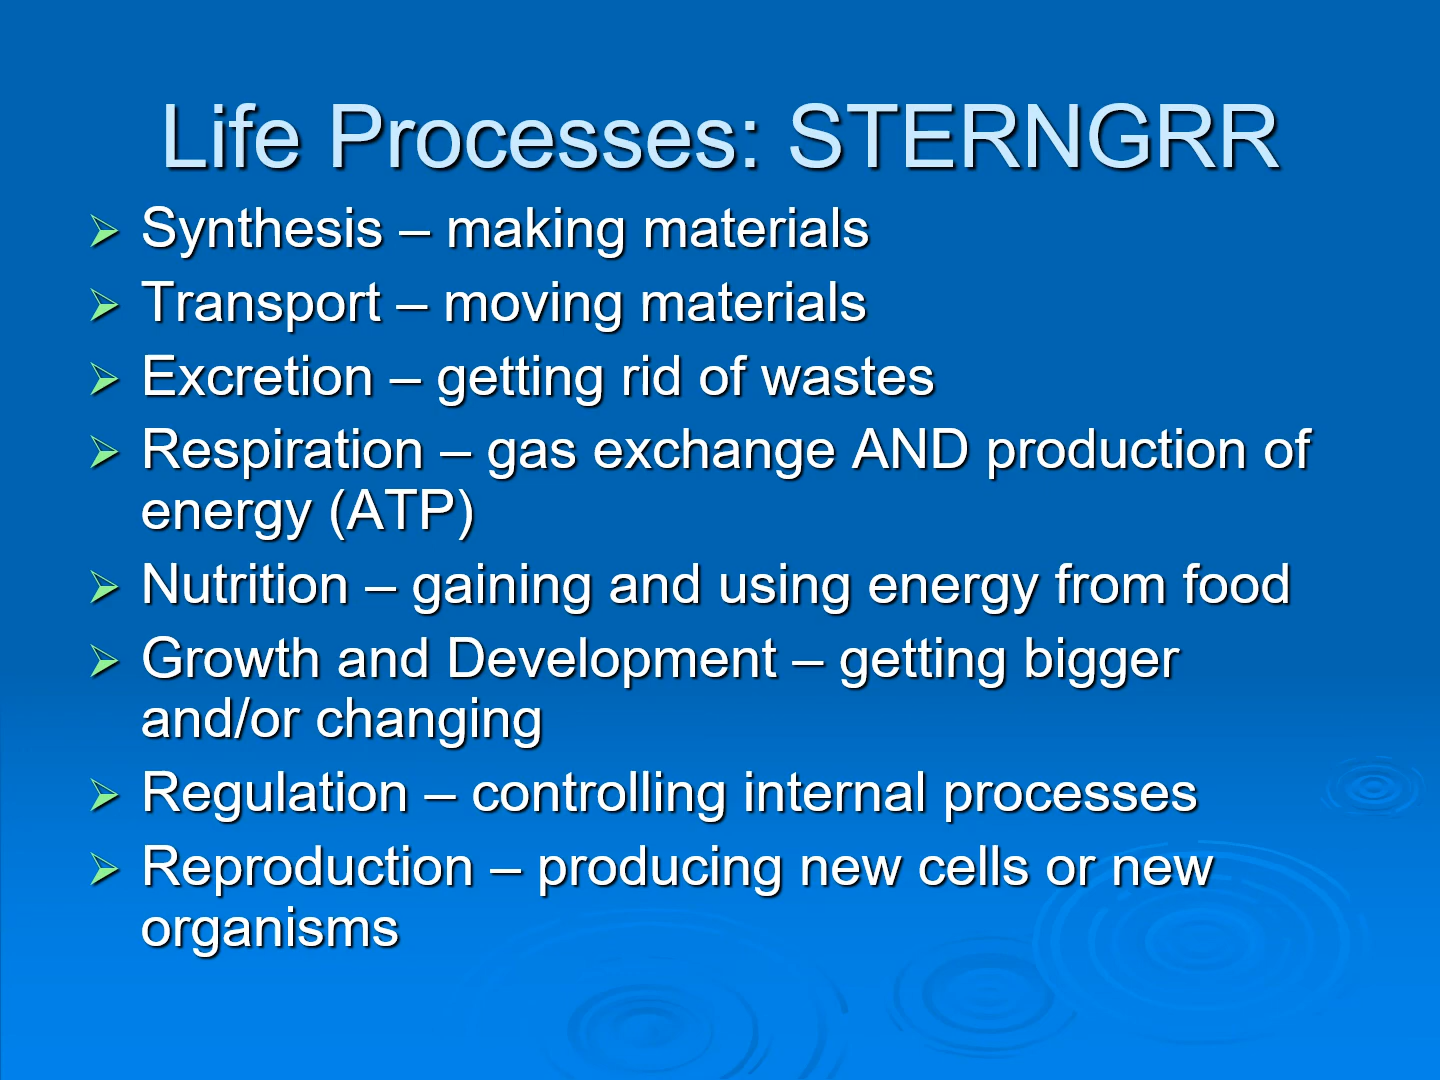 Life Processes: STERNGRR
Synthesis – making materials
Transport – moving materials
Excretion – getting rid of wastes
Respiration – gas exchange AND production of
energy (ATP)
Nutrition – gaining and using energy from food
Growth and Development – getting bigger
and/or changing
Regulation – controlling internal processes
Reproduction – producing new cells or new
organisms